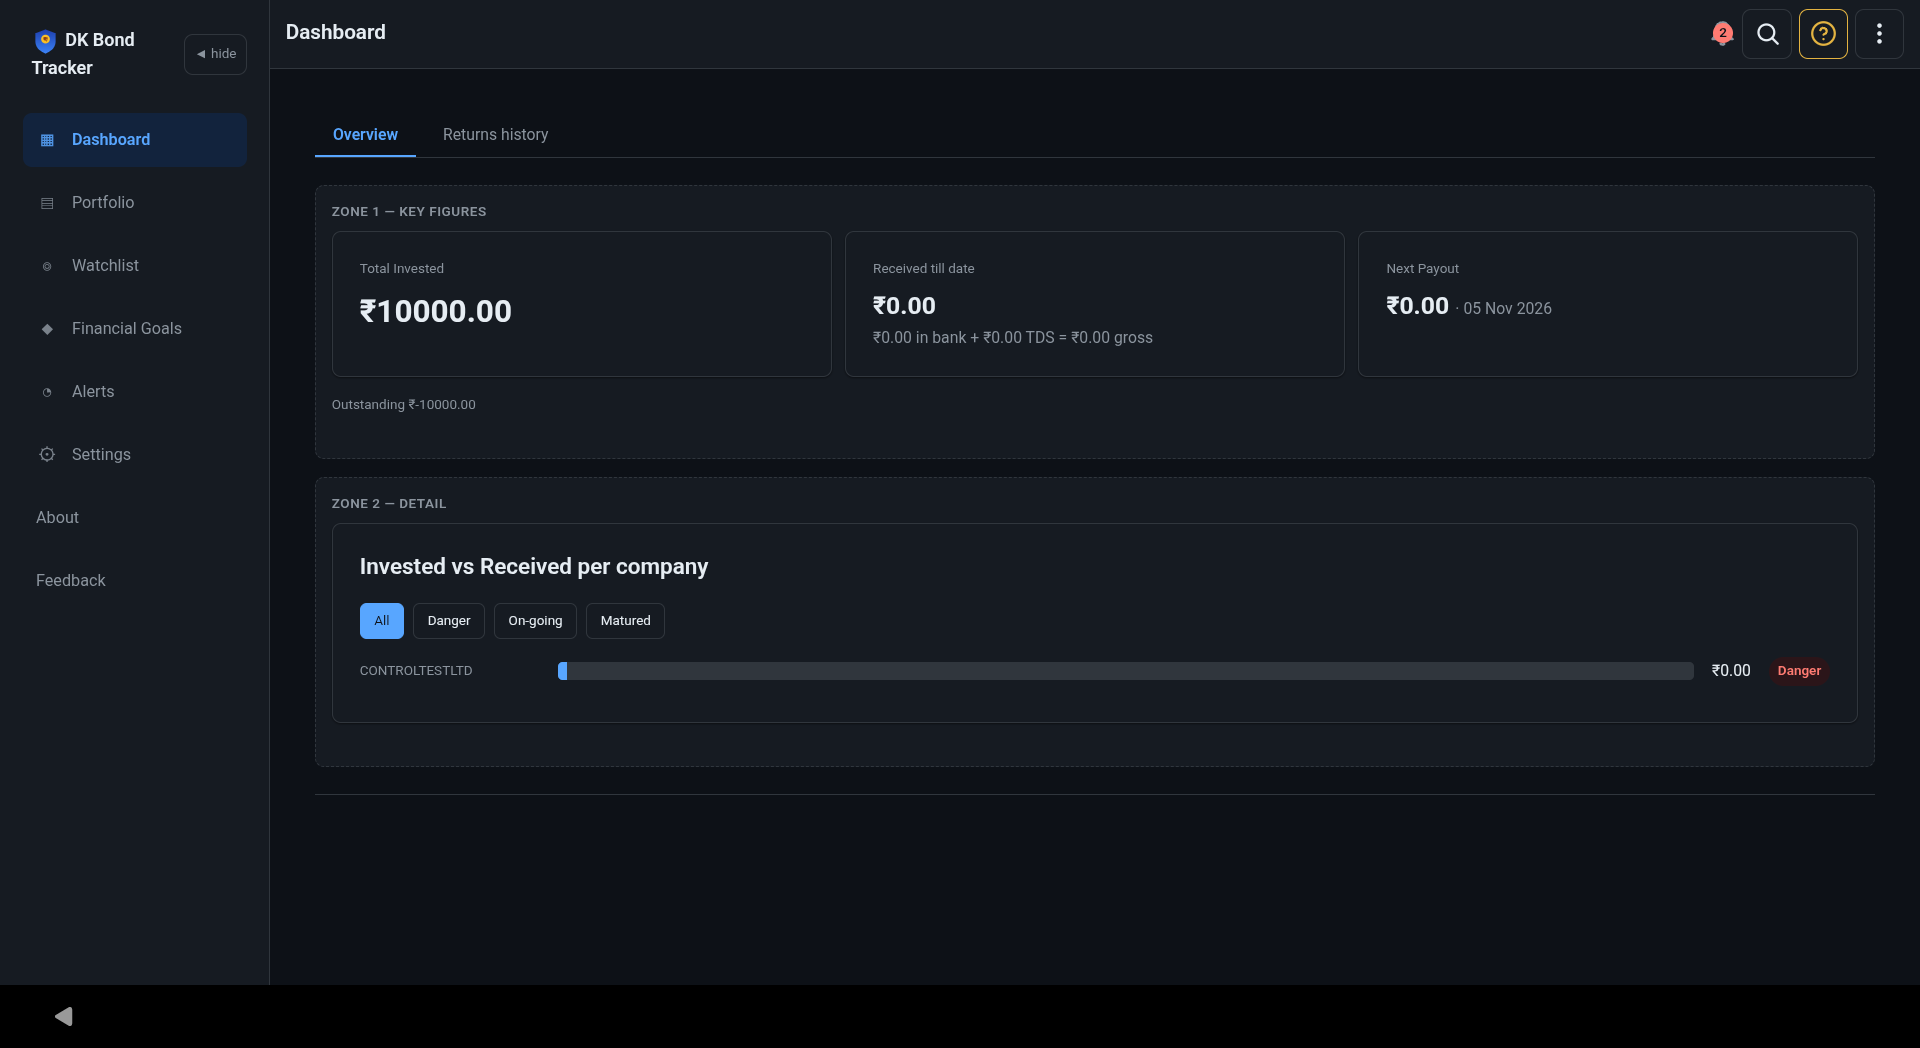 DK Bond
Tracker
◄ hide
Dashboard
Portfolio
Watchlist
Financial Goals
Alerts
Settings
About
Feedback
Dashboard
2
?
Overview
Returns history
ZONE 1 — KEY FIGURES
Total Invested
₹10000.00
Received till date
₹0.00
₹0.00 in bank + ₹0.00 TDS = ₹0.00 gross
Next Payout
₹0.00 · 05 Nov 2026
Outstanding ₹-10000.00
ZONE 2 — DETAIL
Invested vs Received per company
All
Danger
On-going
Matured
CONTROLTESTLTD
₹0.00
Danger